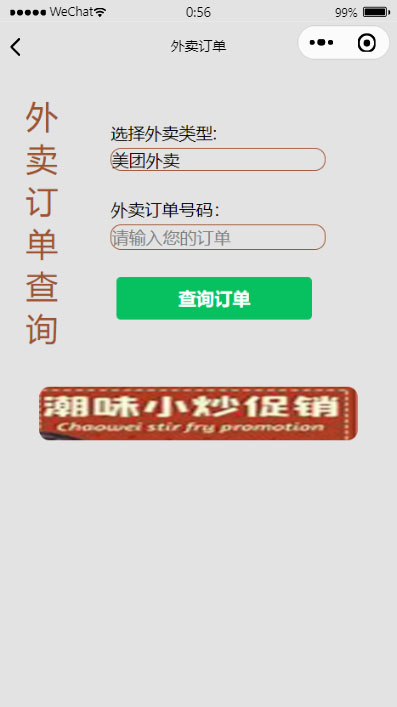 WeChat 0:56 99%
外卖订单
外卖订单查询
选择外卖类型:
美团外卖
外卖订单号码：
请输入您的订单
查询订单
潮味小炒促销
Chaowei stir fry promotion